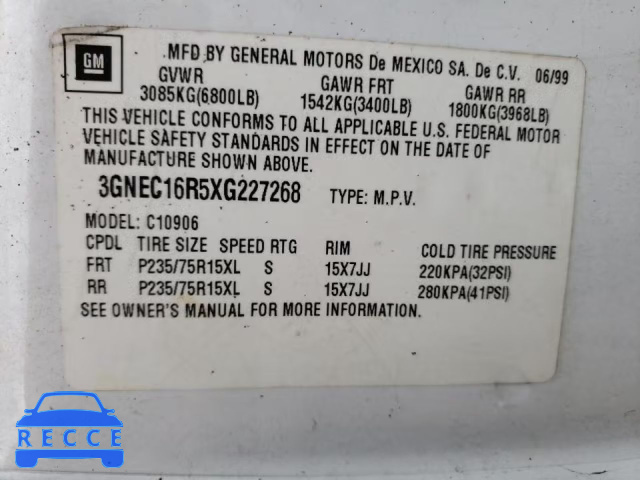 GM
MFD BY GENERAL MOTORS De MEXICO SA. De C.V. 06/99
GVWR GAWR FRT GAWR RR
3085KG(6800LB) 1542KG(3400LB) 1800KG(3968LB)
THIS VEHICLE CONFORMS TO ALL APPLICABLE U.S. FEDERAL MOTOR
VEHICLE SAFETY STANDARDS IN EFFECT ON THE DATE OF
MANUFACTURE SHOWN ABOVE.
3GNEC16R5XG227268 TYPE: M.P.V.
MODEL: C10906
CPDL TIRE SIZE SPEED RTG RIM COLD TIRE PRESSURE
FRT P235/75R15XL S 15X7JJ 220KPA(32PSI)
RR P235/75R15XL S 15X7JJ 280KPA(41PSI)
SEE OWNER'S MANUAL FOR MORE INFORMATION.
RECCE